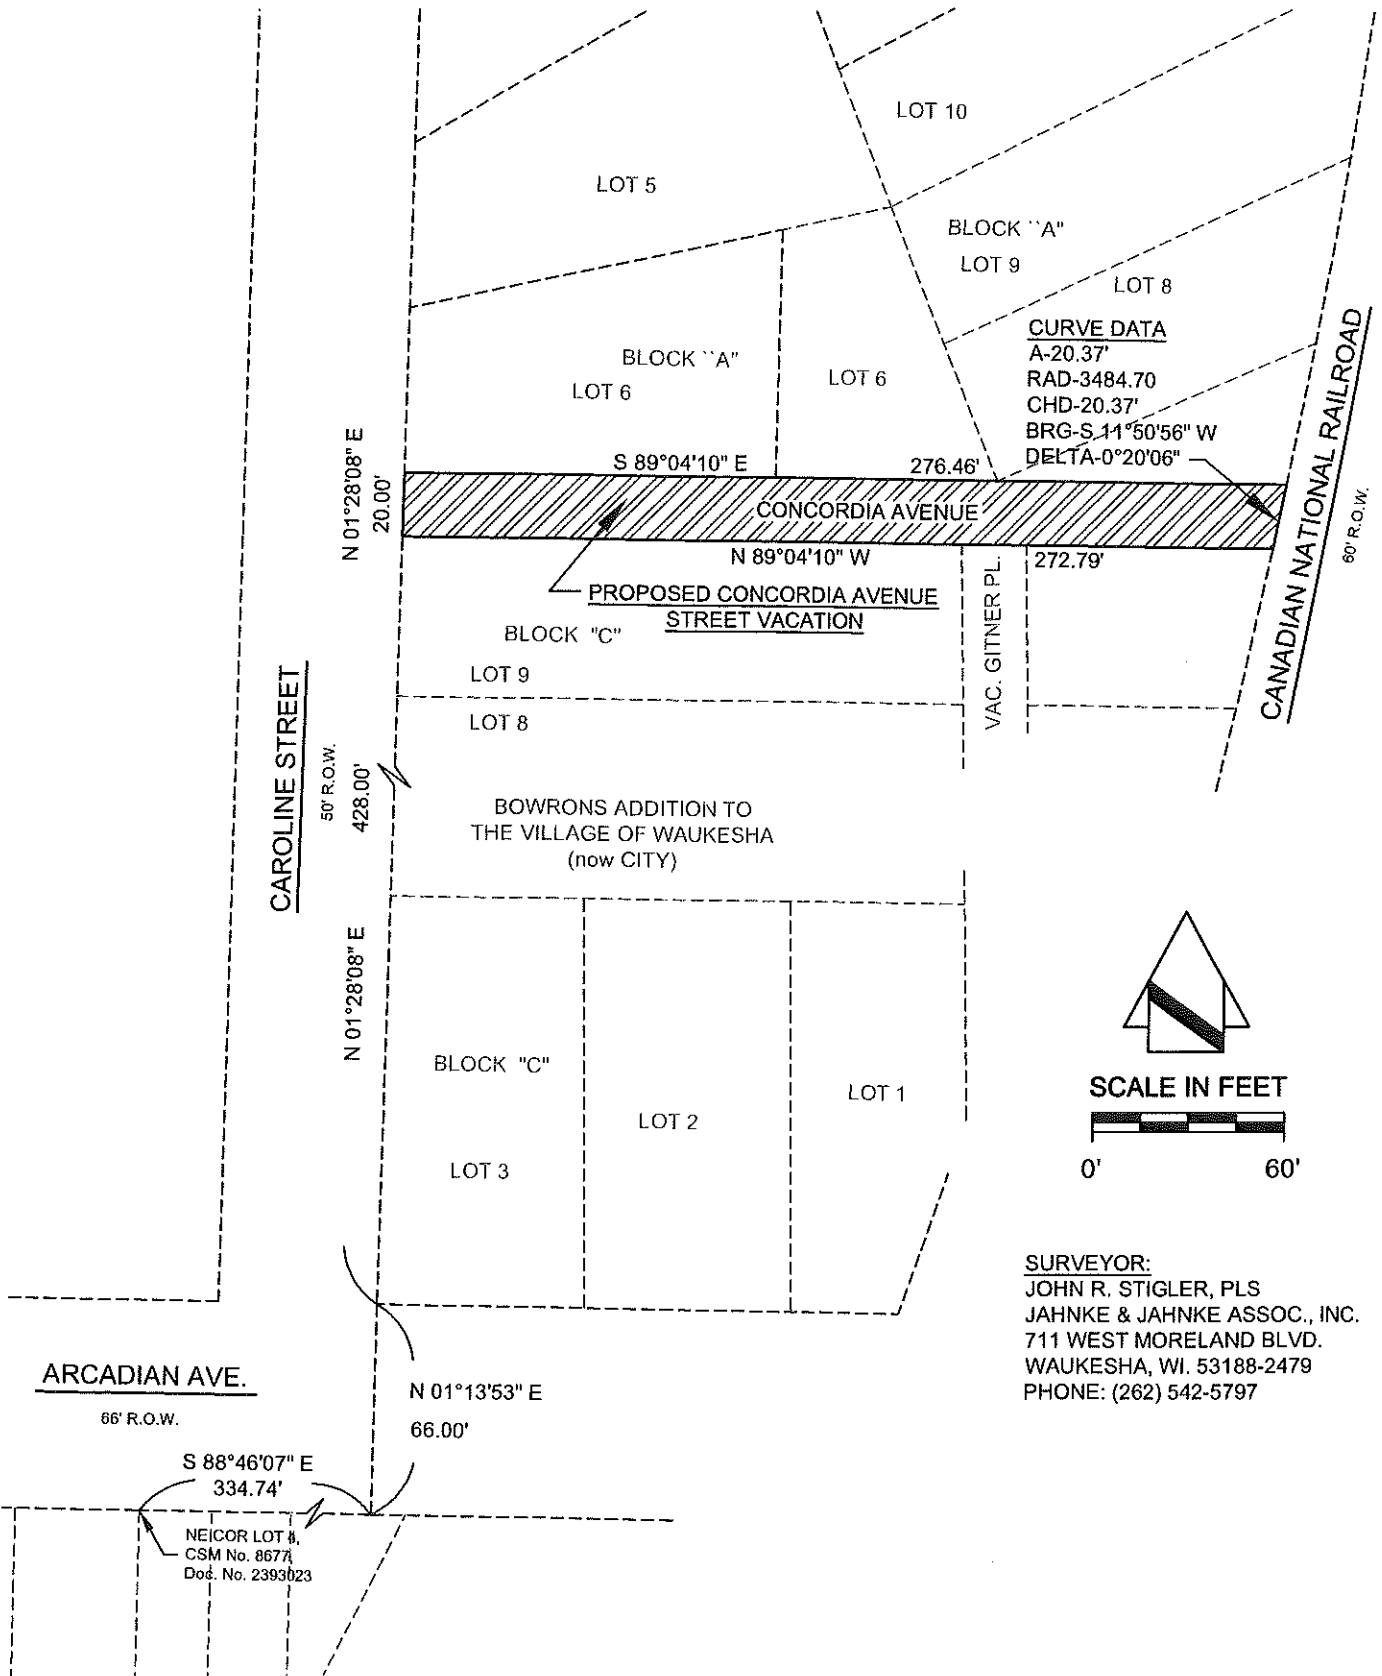 LOT 10
LOT 5
BLOCK ``A"
LOT 9
LOT 8
CURVE DATA
A-20.37'
RAD-3484.70
CHD-20.37'
BRG-S 11°50'56" W
DELTA-0°20'06"
BLOCK ``A"
LOT 6
LOT 6
CANADIAN NATIONAL RAILROAD
60' R.O.W.
N 01°28'08" E
20.00'
S 89°04'10" E
276.46'
CONCORDIA AVENUE
N 89°04'10" W
272.79'
PROPOSED CONCORDIA AVENUE
STREET VACATION
VAC. GITNER PL.
BLOCK "C"
LOT 9
LOT 8
CAROLINE STREET
50' R.O.W.
428.00'
BOWRONS ADDITION TO
THE VILLAGE OF WAUKESHA
(now CITY)
N 01°28'08" E
BLOCK "C"
LOT 3
LOT 2
LOT 1
SCALE IN FEET
0' 60'
SURVEYOR:
JOHN R. STIGLER, PLS
JAHNKE & JAHNKE ASSOC., INC.
711 WEST MORELAND BLVD.
WAUKESHA, WI. 53188-2479
PHONE: (262) 542-5797
ARCADIAN AVE.
66' R.O.W.
N 01°13'53" E
66.00'
S 88°46'07" E
334.74'
NE COR LOT 4,
CSM No. 8677
Doc. No. 2393023